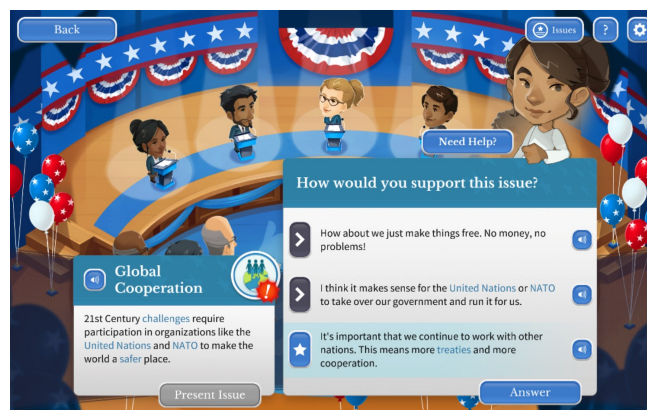 Back
Issues
?
Need Help?
How would you support this issue?
How about we just make things free. No money, no
problems!
I think it makes sense for the United Nations or NATO
to take over our government and run it for us.
It's important that we continue to work with other
nations. This means more treaties and more
cooperation.
Answer
Global
Cooperation
21st Century challenges require
participation in organizations like the
United Nations and NATO to make the
world a safer place.
Present Issue